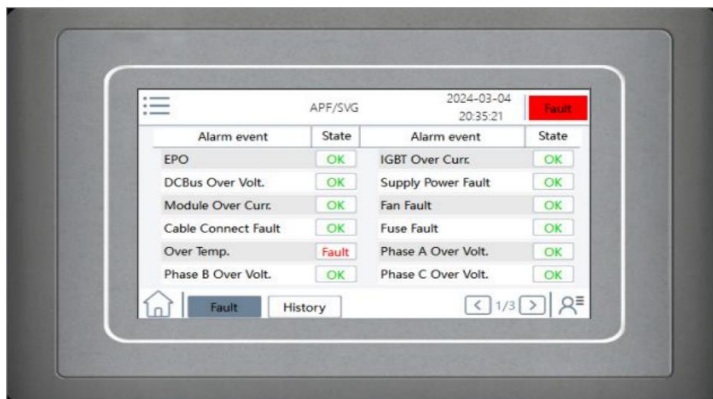 APF/SVG
2024-03-04
20:35:21
Fault
Alarm event State Alarm event State
EPO OK IGBT Over Curr. OK
DCBus Over Volt. OK Supply Power Fault OK
Module Over Curr. OK Fan Fault OK
Cable Connect Fault OK Fuse Fault OK
Over Temp. Fault Phase A Over Volt. OK
Phase B Over Volt. OK Phase C Over Volt. OK
Fault History < 1/3 >